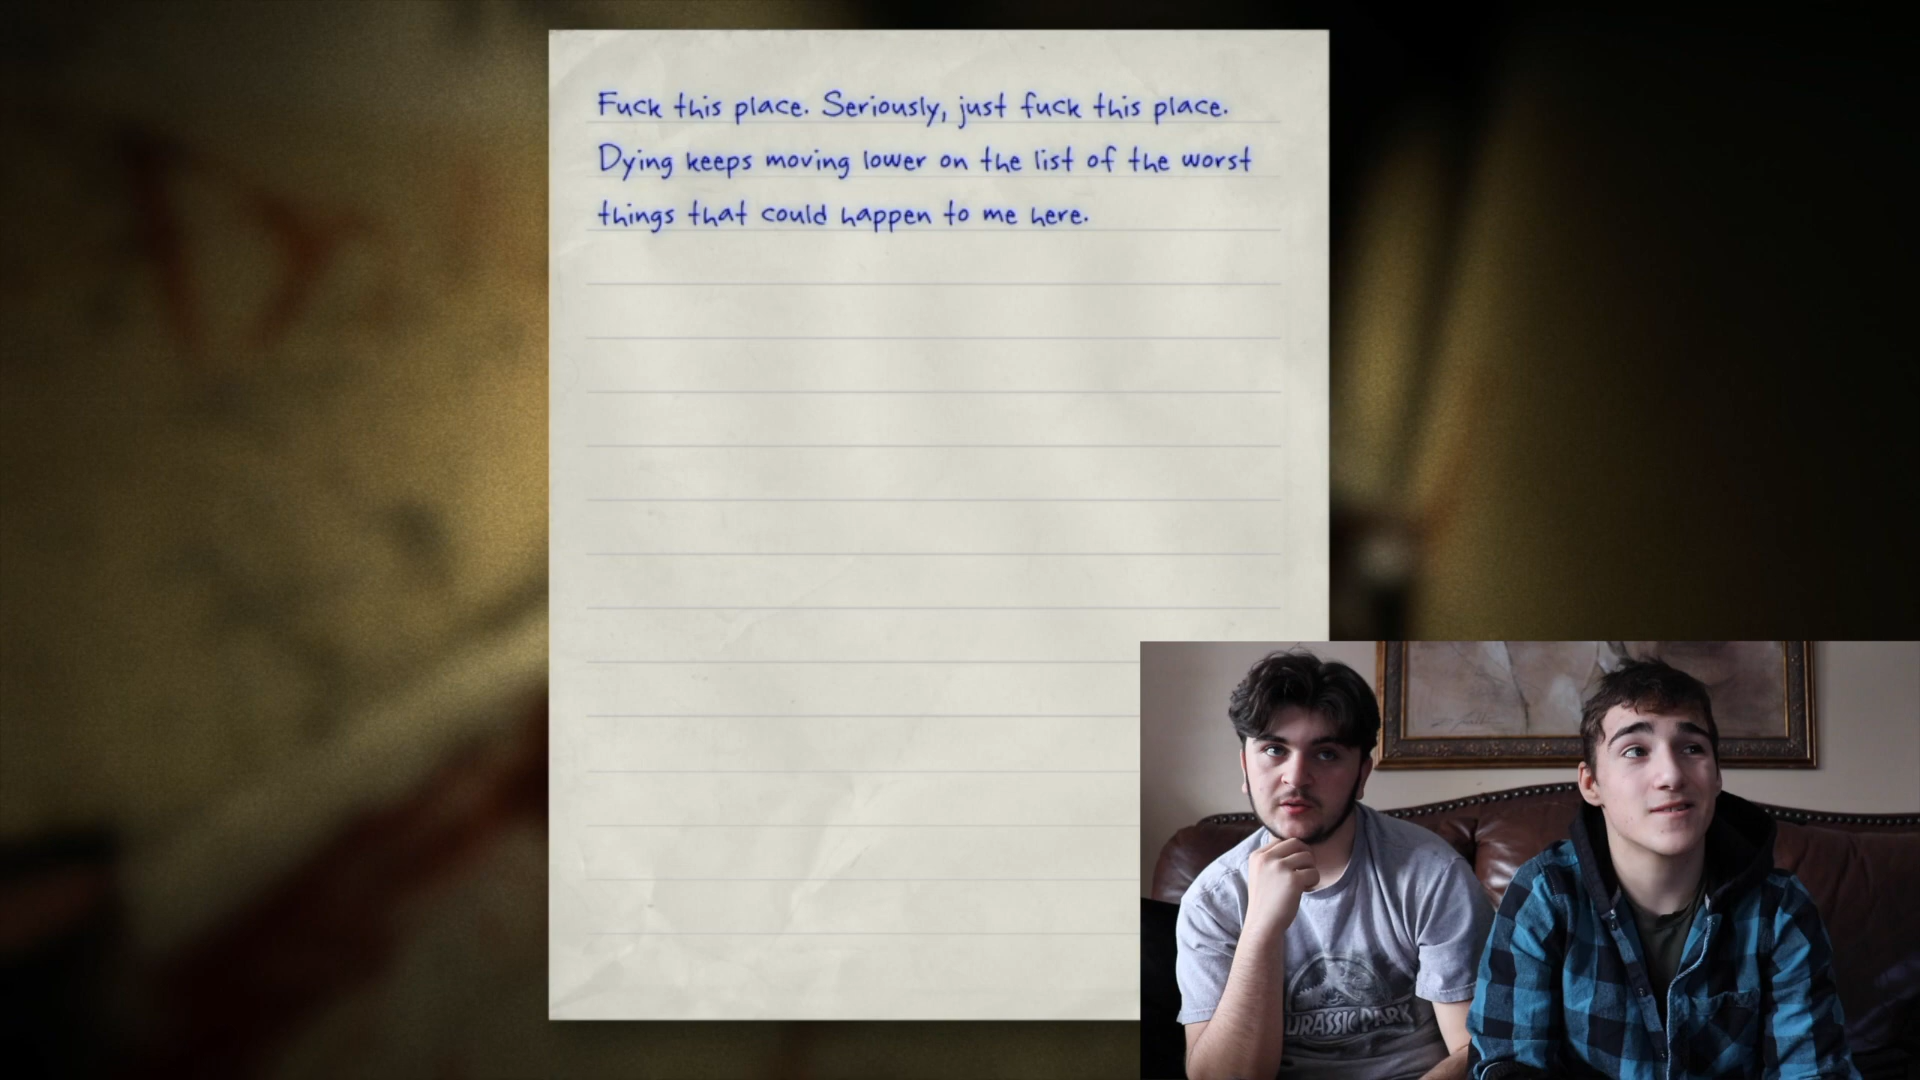 Fuck this place. Seriously, just fuck this place.
Dying keeps moving lower on the list of the worst
things that could happen to me here.
JURASSIC PARK